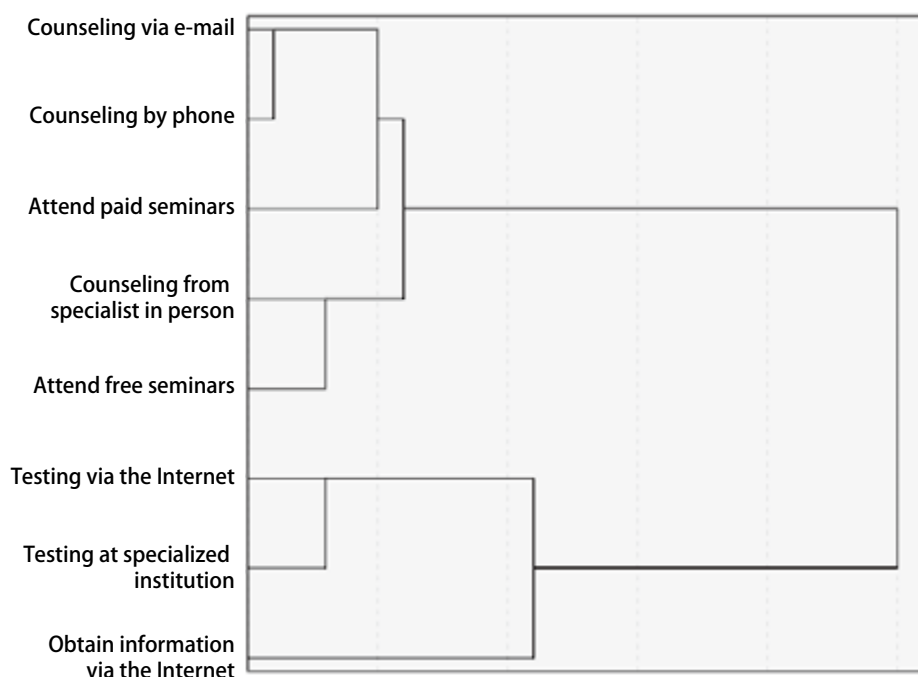 Counseling via e-mail
Counseling by phone
Attend paid seminars
Counseling from
specialist in person
Attend free seminars
Testing via the Internet
Testing at specialized
institution
Obtain information
via the Internet